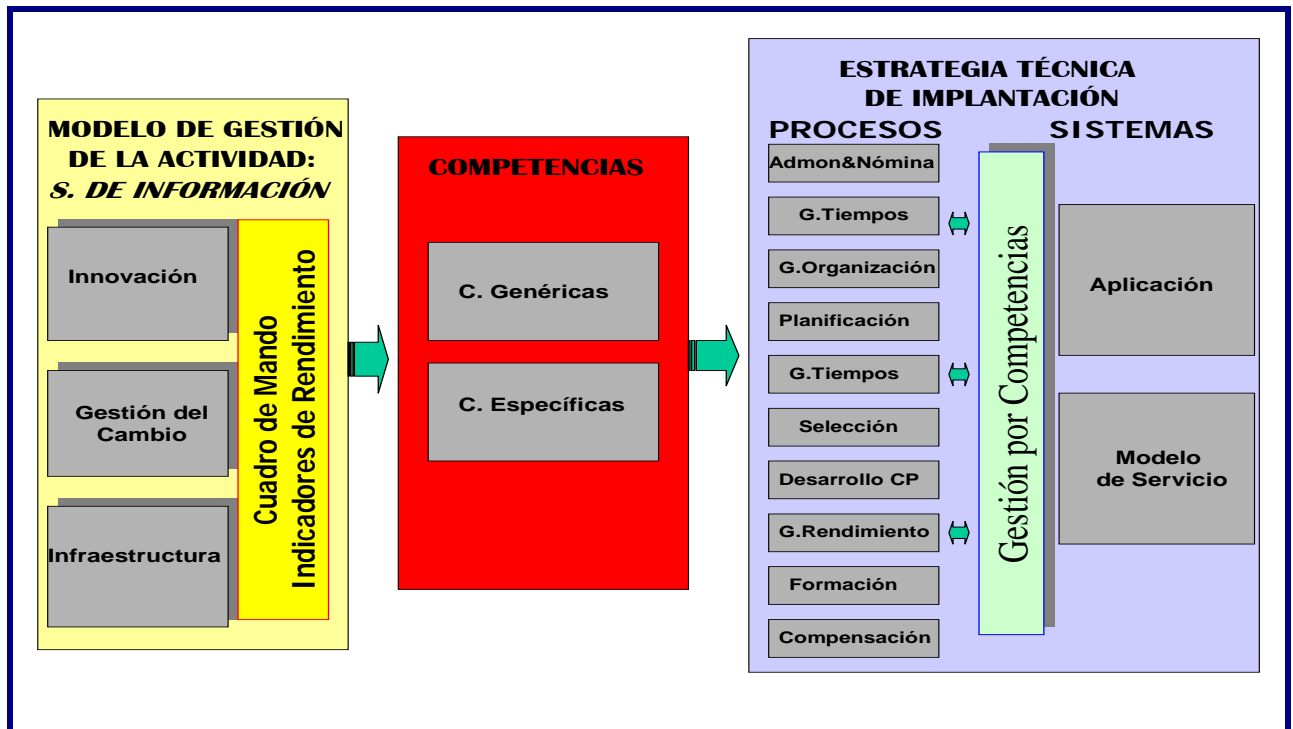 MODELO DE GESTIÓN
DE LA ACTIVIDAD:
S. DE INFORMACIÓN
Innovación
Gestión del
Cambio
Infraestructura
Cuadro de Mando
Indicadores de Rendimiento
COMPETENCIAS
C. Genéricas
C. Específicas
ESTRATEGIA TÉCNICA
DE IMPLANTACIÓN
PROCESOS
Admon&Nómina
G.Tiempos
G.Organización
Planificación
G.Tiempos
Selección
Desarrollo CP
G.Rendimiento
Formación
Compensación
Gestión por Competencias
SISTEMAS
Aplicación
Modelo
de Servicio